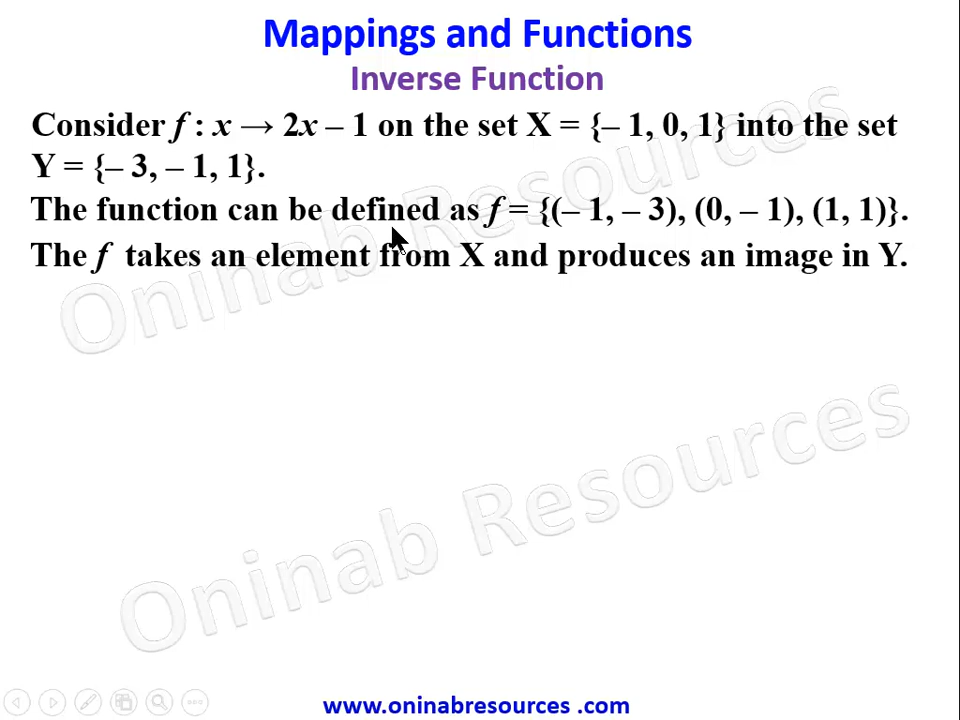 Mappings and Functions
Inverse Function
Consider f : x → 2x – 1 on the set X = {– 1, 0, 1} into the set
Y = {– 3, – 1, 1}.
The function can be defined as f = {(– 1, – 3), (0, – 1), (1, 1)}.
The f takes an element from X and produces an image in Y.
Oninab Resources
Oninab Resources
www.oninabresources .com